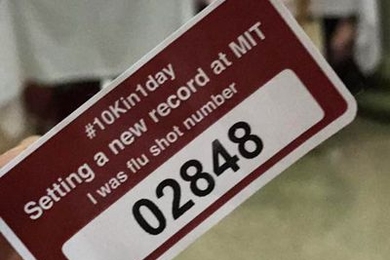 #10Kin1day
Setting a new record at MIT
I was flu shot number
02848